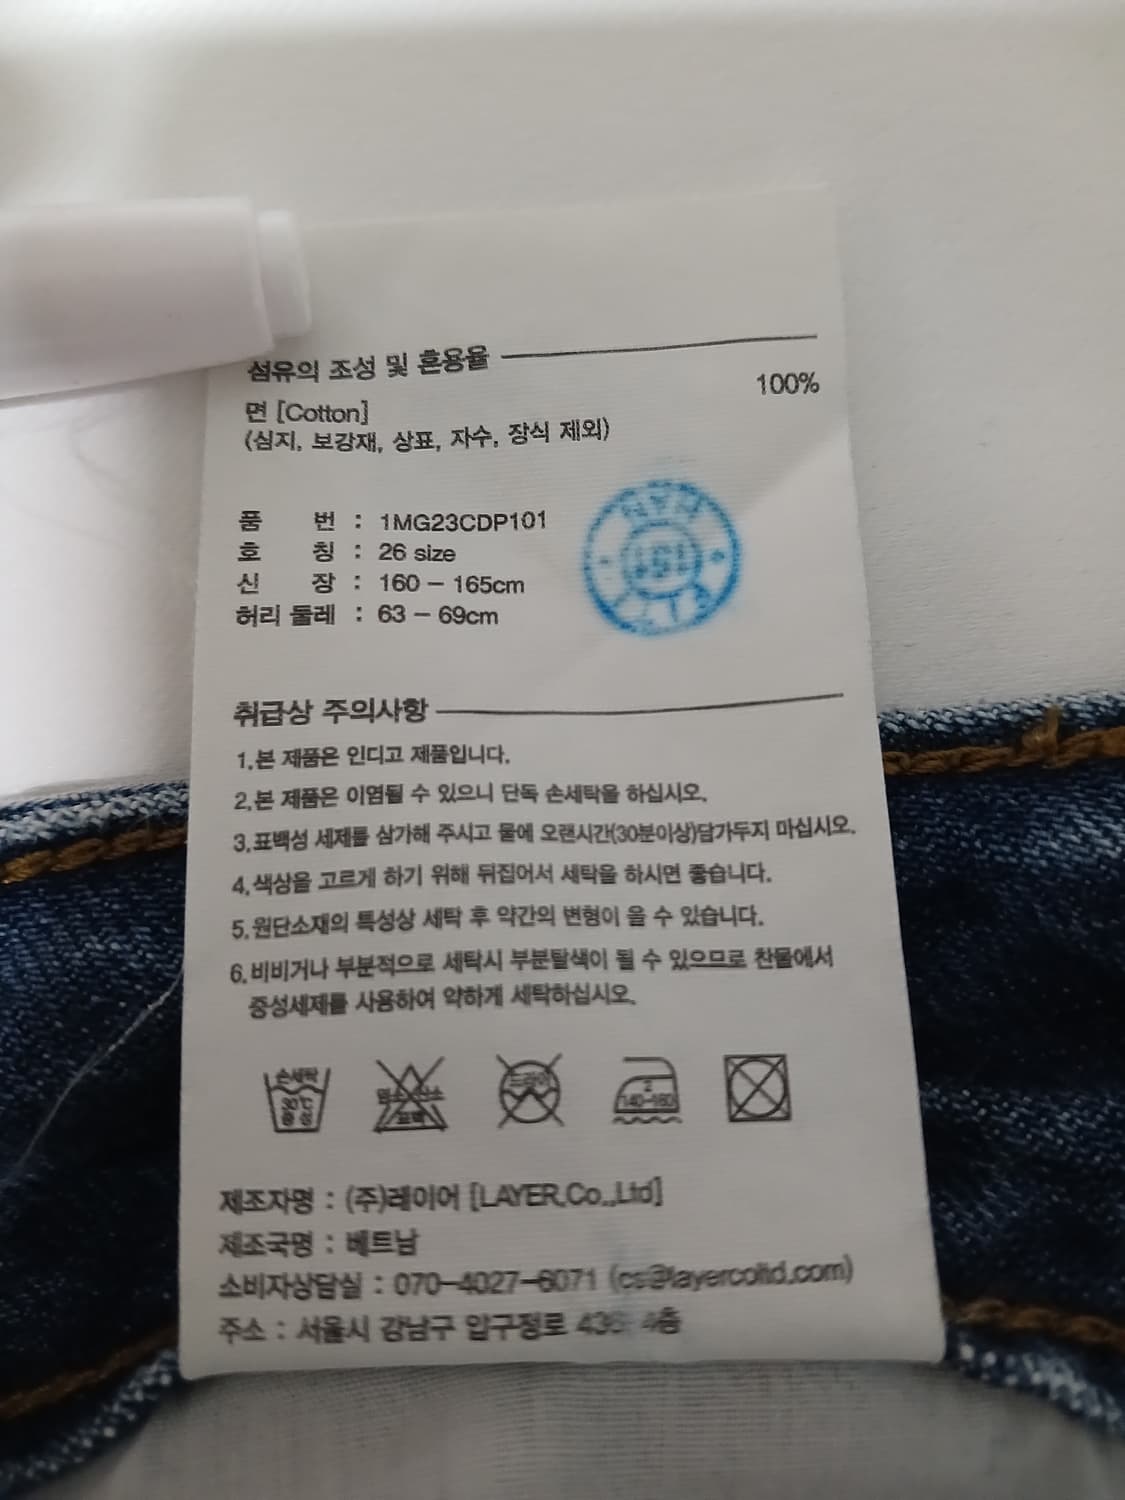 섬유의 조성 및 혼용율
면 [Cotton] 100%
(심지, 보강재, 상표, 자수, 장식 제외)
품 번 : 1MG23CDP101
호 칭 : 26 size
신 장 : 160 – 165cm
허리 둘레 : 63 – 69cm
취급상 주의사항
1.본 제품은 인디고 제품입니다.
2.본 제품은 이염될 수 있으니 단독 손세탁을 하십시오.
3.표백성 세제를 삼가해 주시고 물에 오랜시간(30분이상)담가두지 마십시오.
4.색상을 고르게 하기 위해 뒤집어서 세탁을 하시면 좋습니다.
5.원단소재의 특성상 세탁 후 약간의 변형이 올 수 있습니다.
6.비비거나 부분적으로 세탁시 부분탈색이 될 수 있으므로 찬물에서
중성세제를 사용하여 약하게 세탁하십시오.
손세탁 30℃ 중성
염소 산소 표백
드라이
2 140~160
제조자명 : (주)레이어 [LAYER.Co.,Ltd]
제조국명 : 베트남
소비자상담실 : 070–4027–6071 (cs@layercoltd.com)
주소 : 서울시 강남구 압구정로 4층